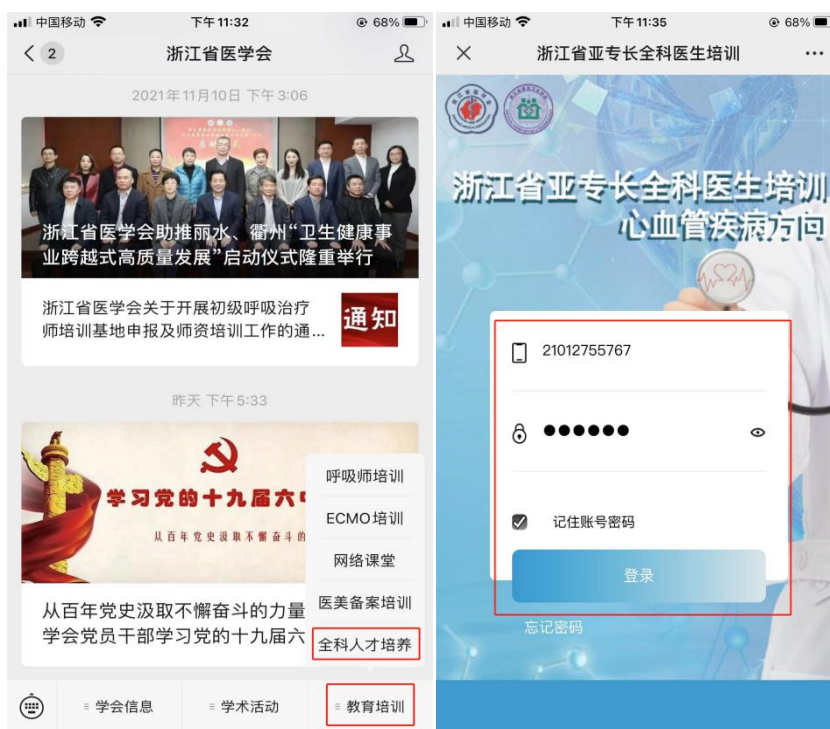 中国移动
下午 11:32
68%
2
浙江省医学会
2021年11月10日 下午 3:06
浙江省医学会助推丽水、衢州“卫生健康事
业跨越式高质量发展”启动仪式隆重举行
浙江省医学会关于开展初级呼吸治疗
师培训基地申报及师资培训工作的通...
通知
昨天 下午 5:33
学习党的十九届六
从百年党史汲取不懈奋斗的
从百年党史汲取不懈奋斗的力量
学会党员干部学习党的十九届六
呼吸师培训
ECMO培训
网络课堂
医美备案培训
全科人才培养
学会信息
学术活动
教育培训
中国移动
下午 11:35
68%
浙江省亚专长全科医生培训
浙江省亚专长全科医生培训
心血管疾病方向
21012755767
●●●●●●
记住账号密码
登录
忘记密码